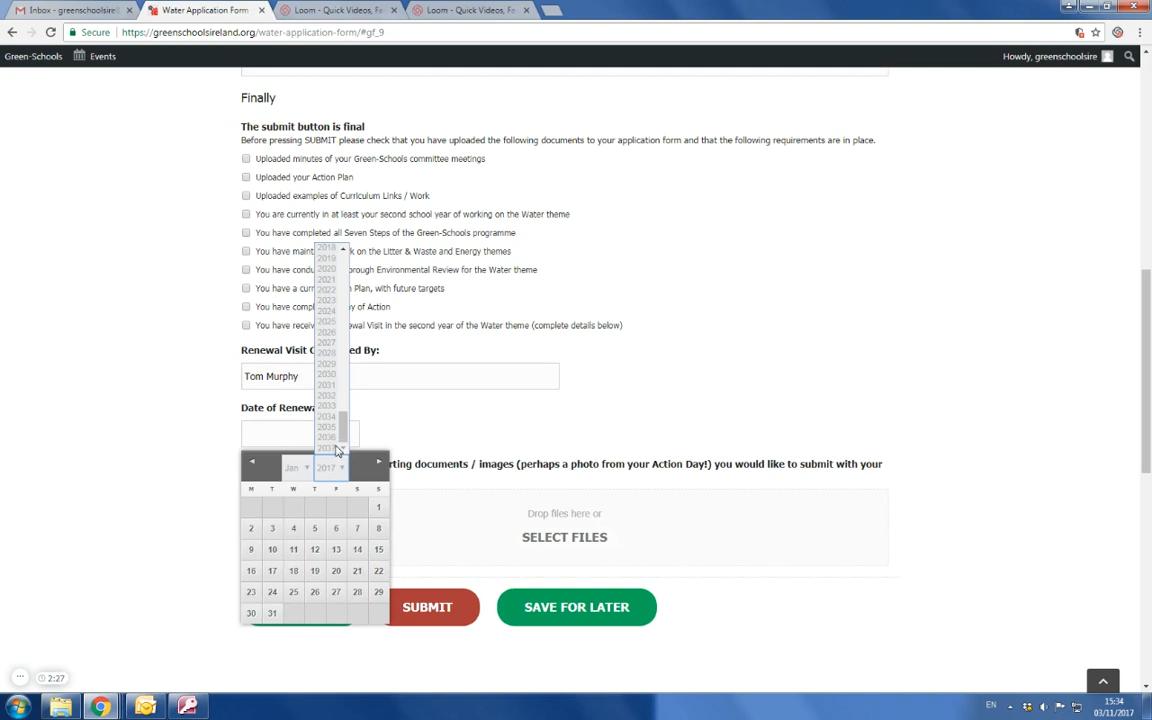 Inbox - greenschoolsire@
Water Application Form
Loom - Quick Videos, Fe
Loom - Quick Videos, Fe
Secure
https://greenschoolsireland.org/water-application-form/#gf_9
Green-Schools
Events
Howdy, greenschoolsire
Finally
The submit button is final
Before pressing SUBMIT please check that you have uploaded the following documents to your application form and that the following requirements are in place.
Uploaded minutes of your Green-Schools committee meetings
Uploaded your Action Plan
Uploaded examples of Curriculum Links / Work
You are currently in at least your second school year of working on the Water theme
You have completed all Seven Steps of the Green-Schools programme
You have maint k on the Litter & Waste and Energy themes
You have condu orough Environmental Review for the Water theme
You have a curr n Plan, with future targets
You have compl y of Action
You have receiv wal Visit in the second year of the Water theme (complete details below)
2018
2019
2020
2021
2022
2023
2024
2025
2026
2027
2028
2029
2030
2031
2032
2033
2034
2035
2036
2037
Renewal Visit C ed By:
Tom Murphy
Date of Renew
rting documents / images (perhaps a photo from your Action Day!) you would like to submit with your
Jan 2017
M T W T F S S
1
2 3 4 5 6 7 8
9 10 11 12 13 14 15
16 17 18 19 20 21 22
23 24 25 26 27 28 29
30 31
Drop files here or
SELECT FILES
SUBMIT
SAVE FOR LATER
2:27
EN
15:34
03/11/2017